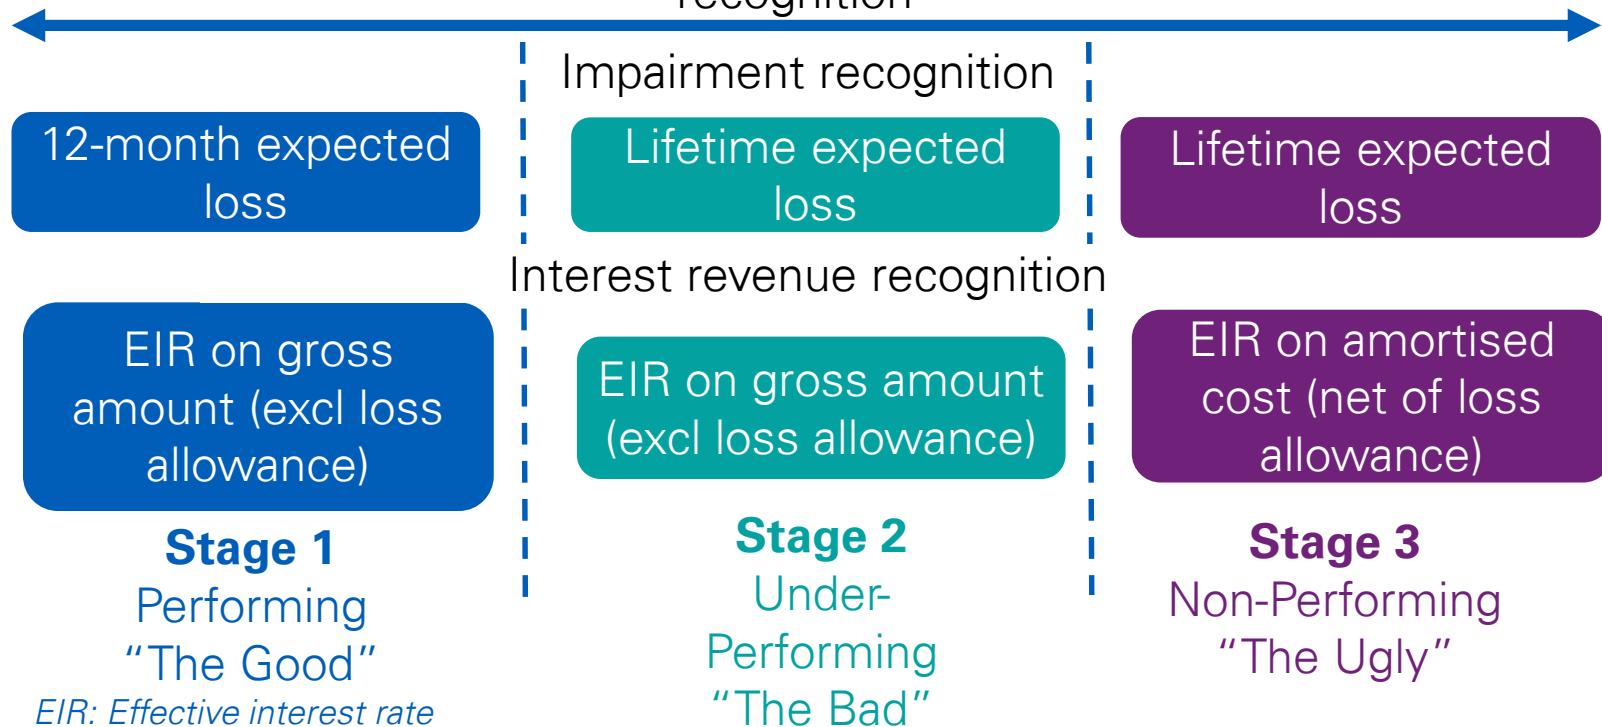 recognition
Impairment recognition
12-month expected
loss
Lifetime expected
loss
Lifetime expected
loss
Interest revenue recognition
EIR on gross
amount (excl loss
allowance)
EIR on gross amount
(excl loss allowance)
EIR on amortised
cost (net of loss
allowance)
Stage 1
Performing
“The Good”
EIR: Effective interest rate
Stage 2
Under-
Performing
“The Bad”
Stage 3
Non-Performing
“The Ugly”